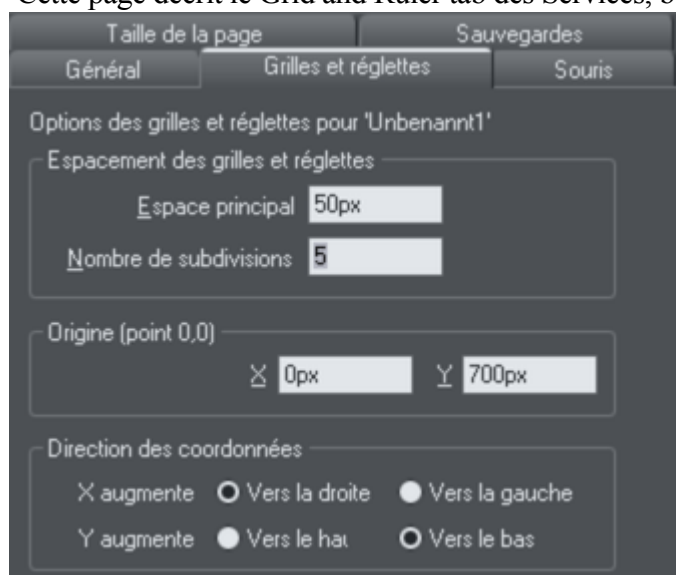 Cette page décrit le Grid and Ruler tab des Services, b
Taille de la page Sauvegardes
Général Grilles et réglettes Souris
Options des grilles et réglettes pour 'Unbenannt1'
Espacement des grilles et réglettes
Espace principal 50px
Nombre de subdivisions 5
Origine (point 0,0)
X 0px Y 700px
Direction des coordonnées
X augmente Vers la droite Vers la gauche
Y augmente Vers le hau Vers le bas